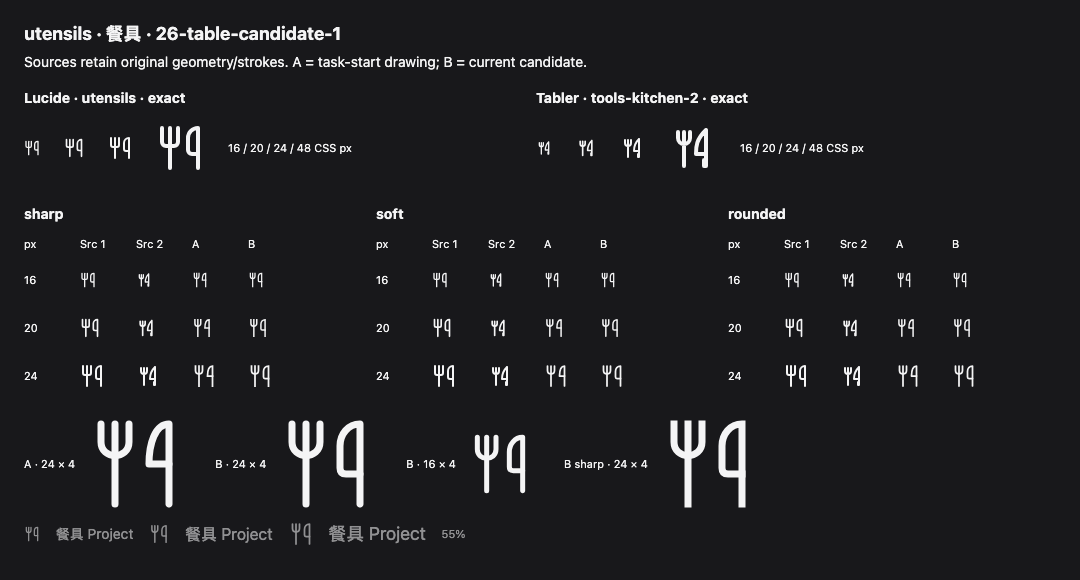 utensils · 餐具 · 26-table-candidate-1
Sources retain original geometry/strokes. A = task-start drawing; B = current candidate.
Lucide · utensils · exact
Tabler · tools-kitchen-2 · exact
16 / 20 / 24 / 48 CSS px
16 / 20 / 24 / 48 CSS px
sharp
soft
rounded
px Src 1 Src 2 A B
px Src 1 Src 2 A B
px Src 1 Src 2 A B
16
16
16
20
20
20
24
24
24
A · 24 × 4
B · 24 × 4
B · 16 × 4
B sharp · 24 × 4
餐具 Project
餐具 Project
餐具 Project
55%